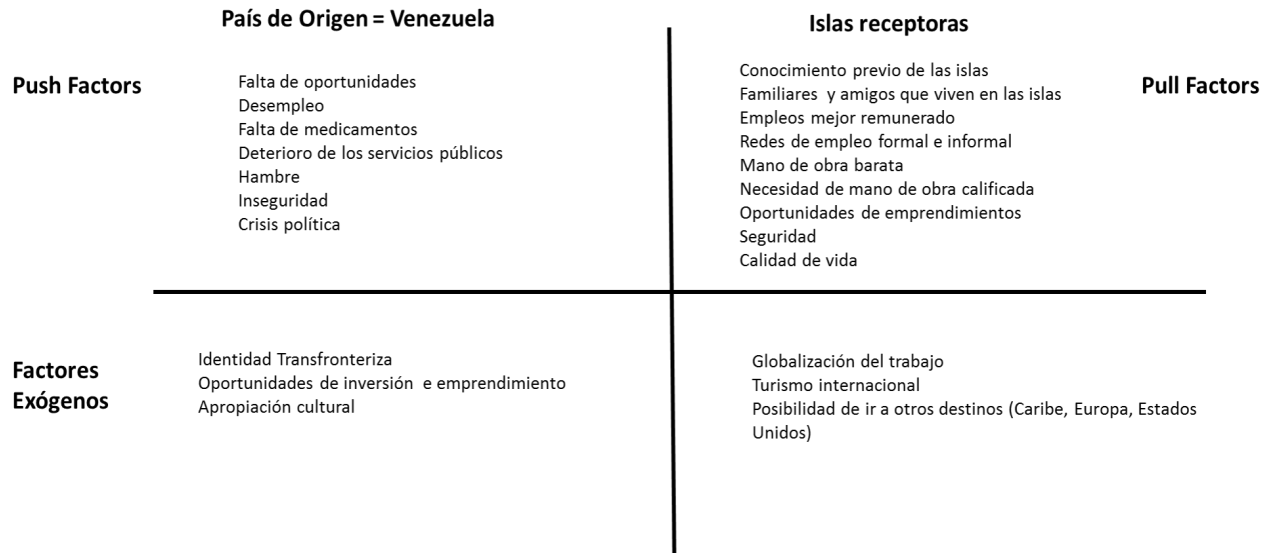 País de Origen = Venezuela
Islas receptoras
Push Factors
Falta de oportunidades
Desempleo
Falta de medicamentos
Deterioro de los servicios públicos
Hambre
Inseguridad
Crisis política
Conocimiento previo de las islas
Familiares y amigos que viven en las islas
Empleos mejor remunerado
Redes de empleo formal e informal
Mano de obra barata
Necesidad de mano de obra calificada
Oportunidades de emprendimientos
Seguridad
Calidad de vida
Pull Factors
Factores
Exógenos
Identidad Transfronteriza
Oportunidades de inversión e emprendimiento
Apropiación cultural
Globalización del trabajo
Turismo internacional
Posibilidad de ir a otros destinos (Caribe, Europa, Estados
Unidos)